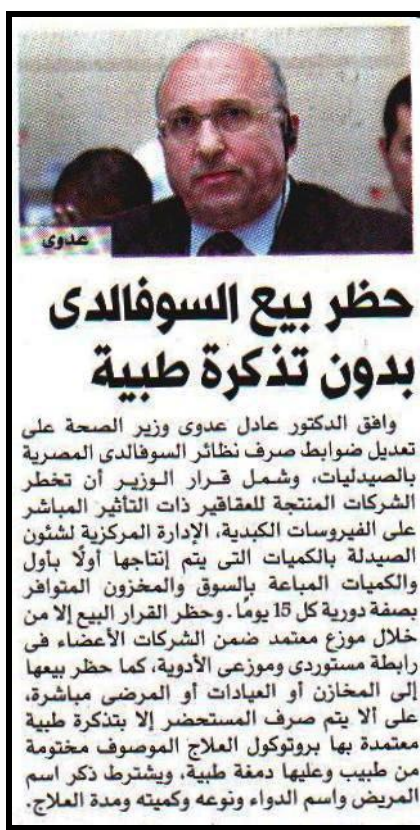 عدوى
حظر بيع السوفالدى
بدون تذكرة طبية
وافق الدكتور عادل عدوى وزير الصحة على
تعديل ضوابط صرف نظائر السوفالدى المصرية
بالصيدليات، وشمل قرار الوزير أن تخطر
الشركات المنتجة للعقاقير ذات التأثير المباشر
على الفيروسات الكبدية، الإدارة المركزية لشئون
الصيدلة بالكميات التى يتم إنتاجها أولًا بأول
والكميات المباعة بالسوق والمخزون المتوافر
بصفة دورية كل 15 يومًا. وحظر القرار البيع إلا من
خلال موزع معتمد ضمن الشركات الأعضاء فى
رابطة مستوردى وموزعى الأدوية، كما حظر بيعها
إلى المخازن أو العيادات أو المرضى مباشرة،
على ألا يتم صرف المستحضر إلا بتذكرة طبية
معتمدة بها بروتوكول العلاج الموصوف مختومة
من طبيب وعليها دمغة طبية، ويشترط ذكر اسم
المريض واسم الدواء ونوعه وكميته ومدة العلاج.